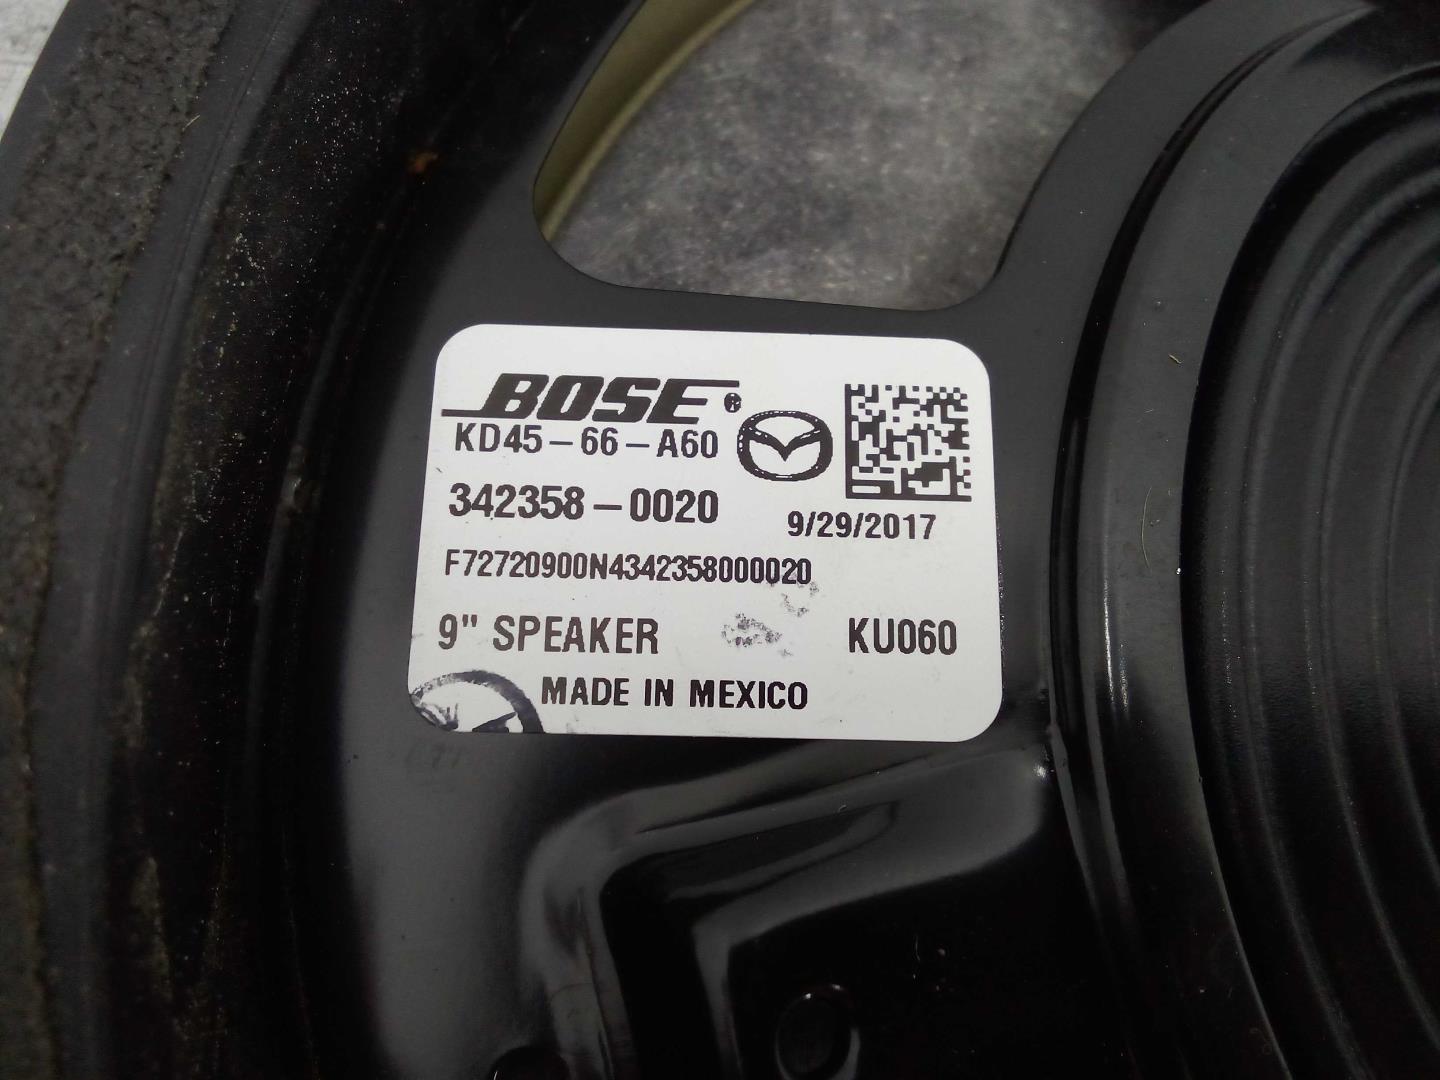 BOSE®
KD45-66-A60
342358-0020
9/29/2017
F72720900N4342358000020
9" SPEAKER
KU060
MADE IN MEXICO